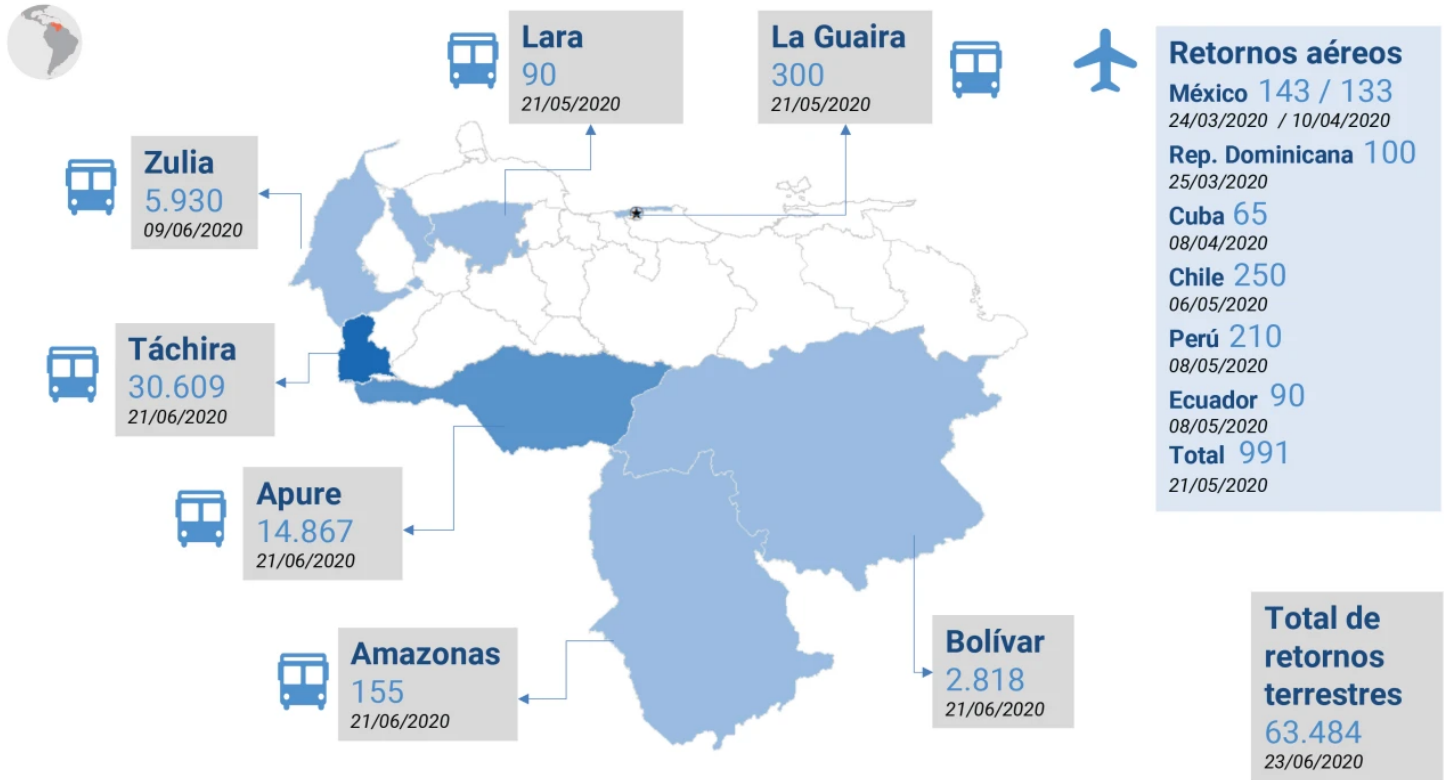 Lara
90
21/05/2020
La Guaira
300
21/05/2020
Zulia
5.930
09/06/2020
Táchira
30.609
21/06/2020
Apure
14.867
21/06/2020
Amazonas
155
21/06/2020
Bolívar
2.818
21/06/2020
Retornos aéreos
México 143 / 133
24/03/2020 / 10/04/2020
Rep. Dominicana 100
25/03/2020
Cuba 65
08/04/2020
Chile 250
06/05/2020
Perú 210
08/05/2020
Ecuador 90
08/05/2020
Total 991
21/05/2020
Total de
retornos
terrestres
63.484
23/06/2020